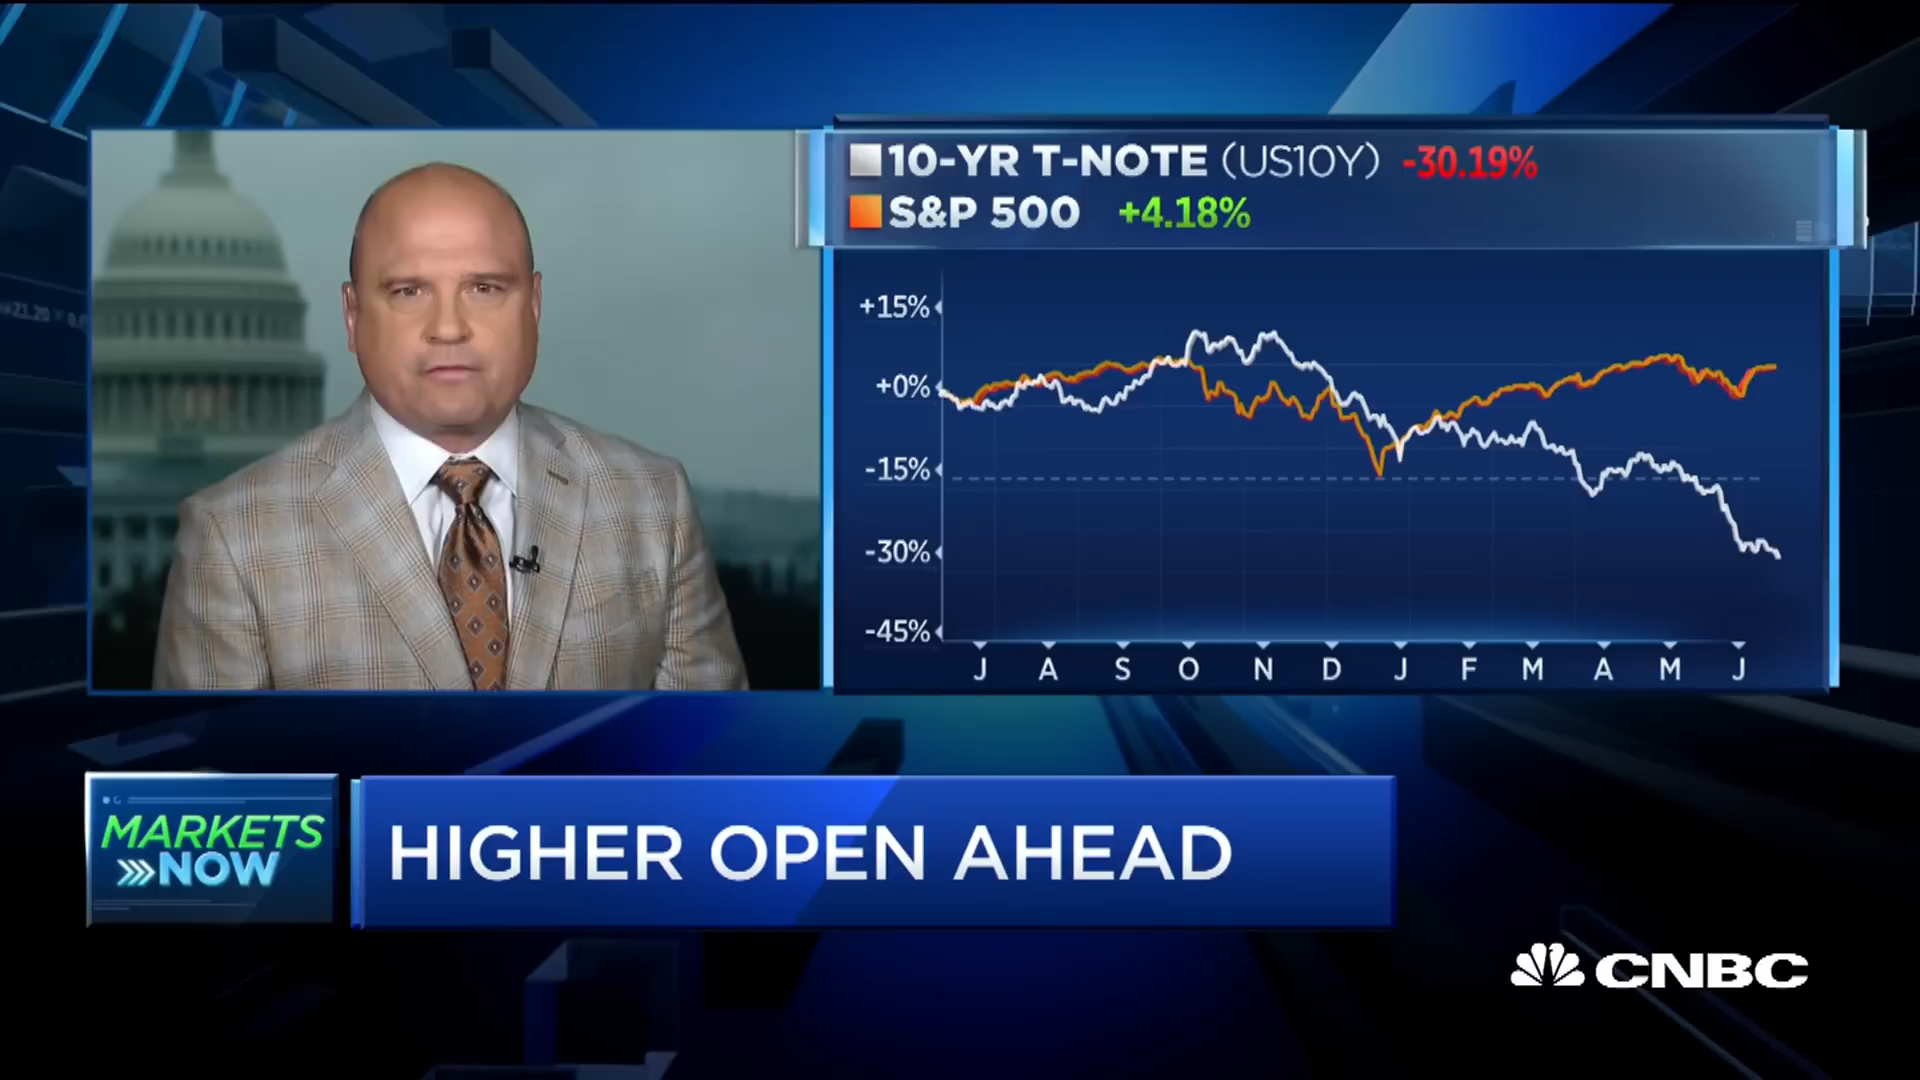 10-YR T-NOTE (US10Y) -30.19%
S&P 500 +4.18%
+15%
+0%
-15%
-30%
-45%
J A S O N D J F M A M J
MARKETS
NOW
HIGHER OPEN AHEAD
CNBC